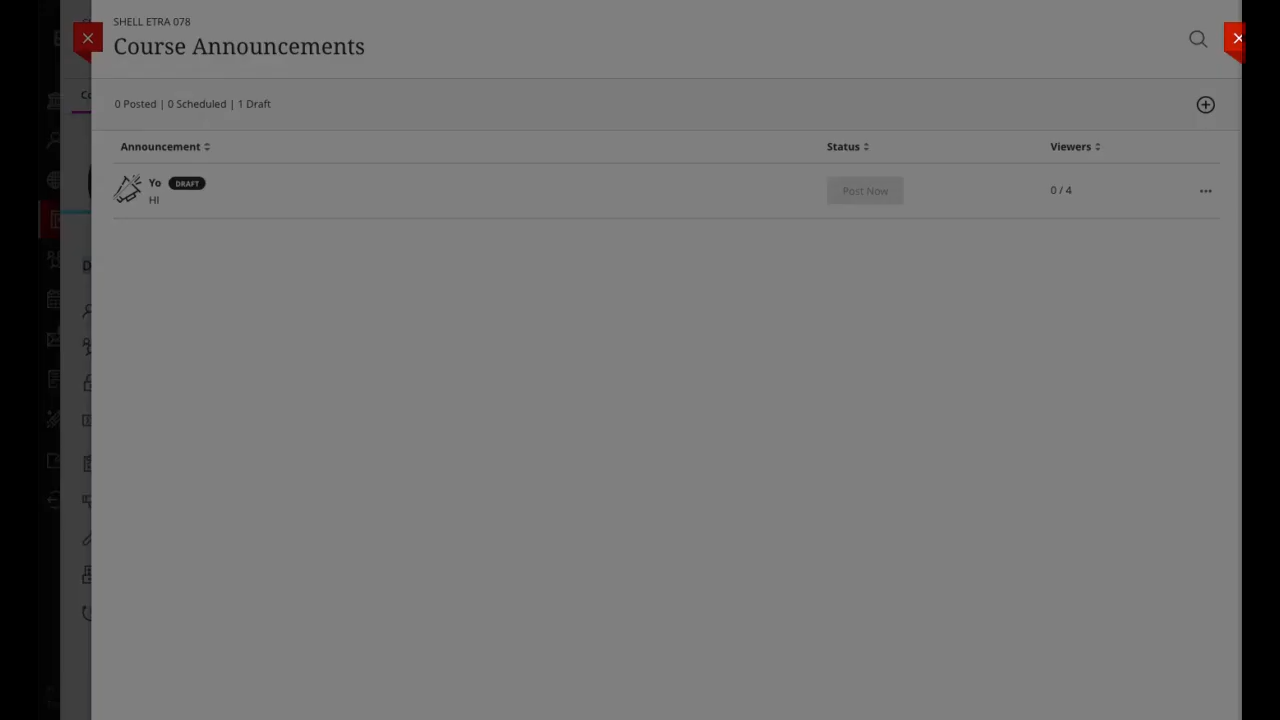 SHELL ETRA 078
Course Announcements
0 Posted | 0 Scheduled | 1 Draft
Announcement Status Viewers
Yo DRAFT Post Now 0 / 4
HI